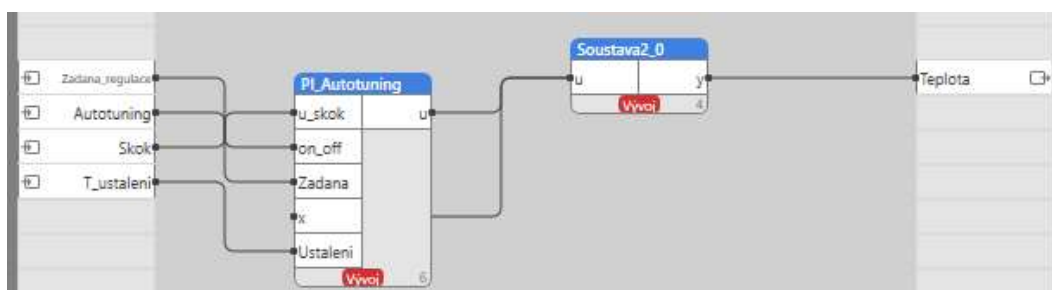 Soustava2_0
Zadana_regulace
PI_Autotuning
u
y
Teplota
Autotuning
u_skok
u
Vývoj
4
Skok
on_off
T_ustaleni
Zadana
x
Ustaleni
Vývoj
6